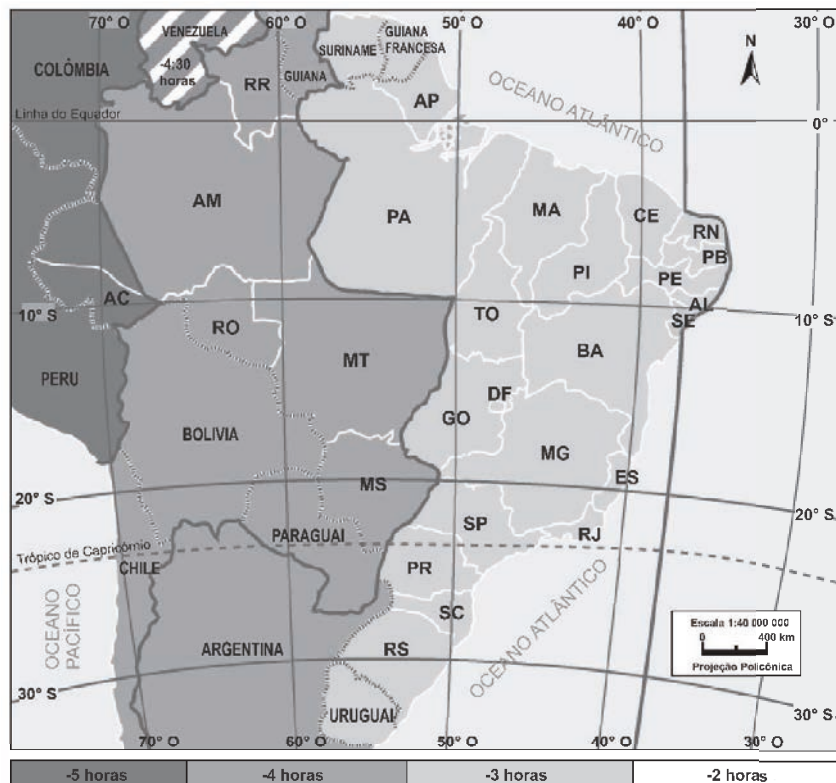 70° O 60° O 50° O 40° O 30° O
VENEZUELA
-4:30
horas
COLÔMBIA
SURINAME
GUIANA
FRANCESA
GUIANA
RR
AP
N
OCEANO ATLÂNTICO
Linha do Equador
0°
AM
PA
MA
CE
RN
PB
PI
PE
AL
SE
AC
10° S
10° S
RO
TO
BA
MT
PERU
DF
GO
BOLIVIA
MG
ES
MS
20° S
20° S
SP
RJ
PARAGUAI
Trópico de Capricórnio
CHILE
PR
SC
OCEANO
PACÍFICO
OCEANO ATLÂNTICO
ARGENTINA
RS
Escala 1:40 000 000
0 400 km
Projeção Policónica
30° S
30° S
URUGUAI
70° O 60° O 50° O 40° O
-5 horas -4 horas -3 horas -2 horas